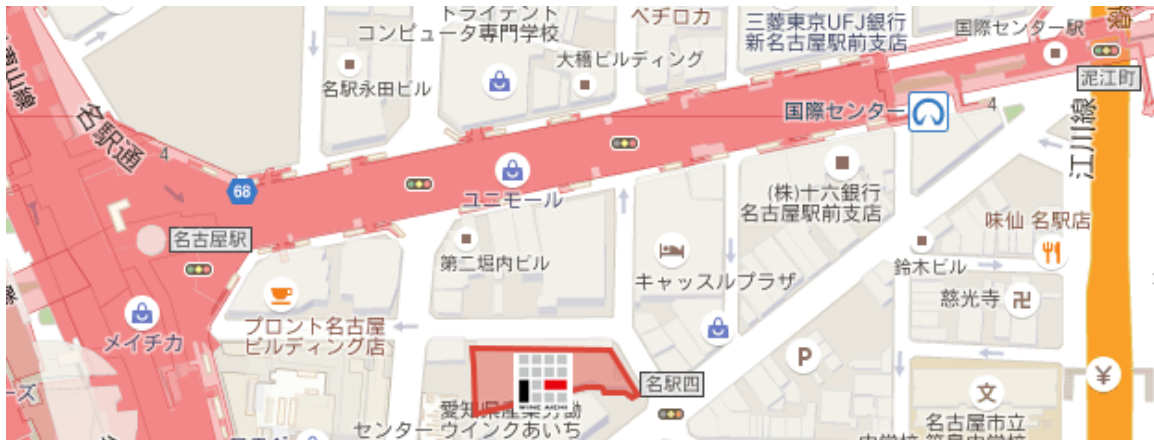 トライデント
コンピュータ専門学校
ベヂロカ
三菱東京UFJ銀行
新名古屋駅前支店
国際センター駅
大橋ビルディング
名駅永田ビル
泥江町
名駅通
4
国際センター
4
江川線
68
ユニモール
(株)十六銀行
名古屋駅前支店
味仙 名駅店
名古屋駅
第二堀内ビル
キャッスルプラザ
鈴木ビル
慈光寺
卍
メイチカ
プロント名古屋
ビルディング店
P
¥
名駅四
WINC AICHI
愛知県産業労働
センター ウインクあいち
文
名古屋市立